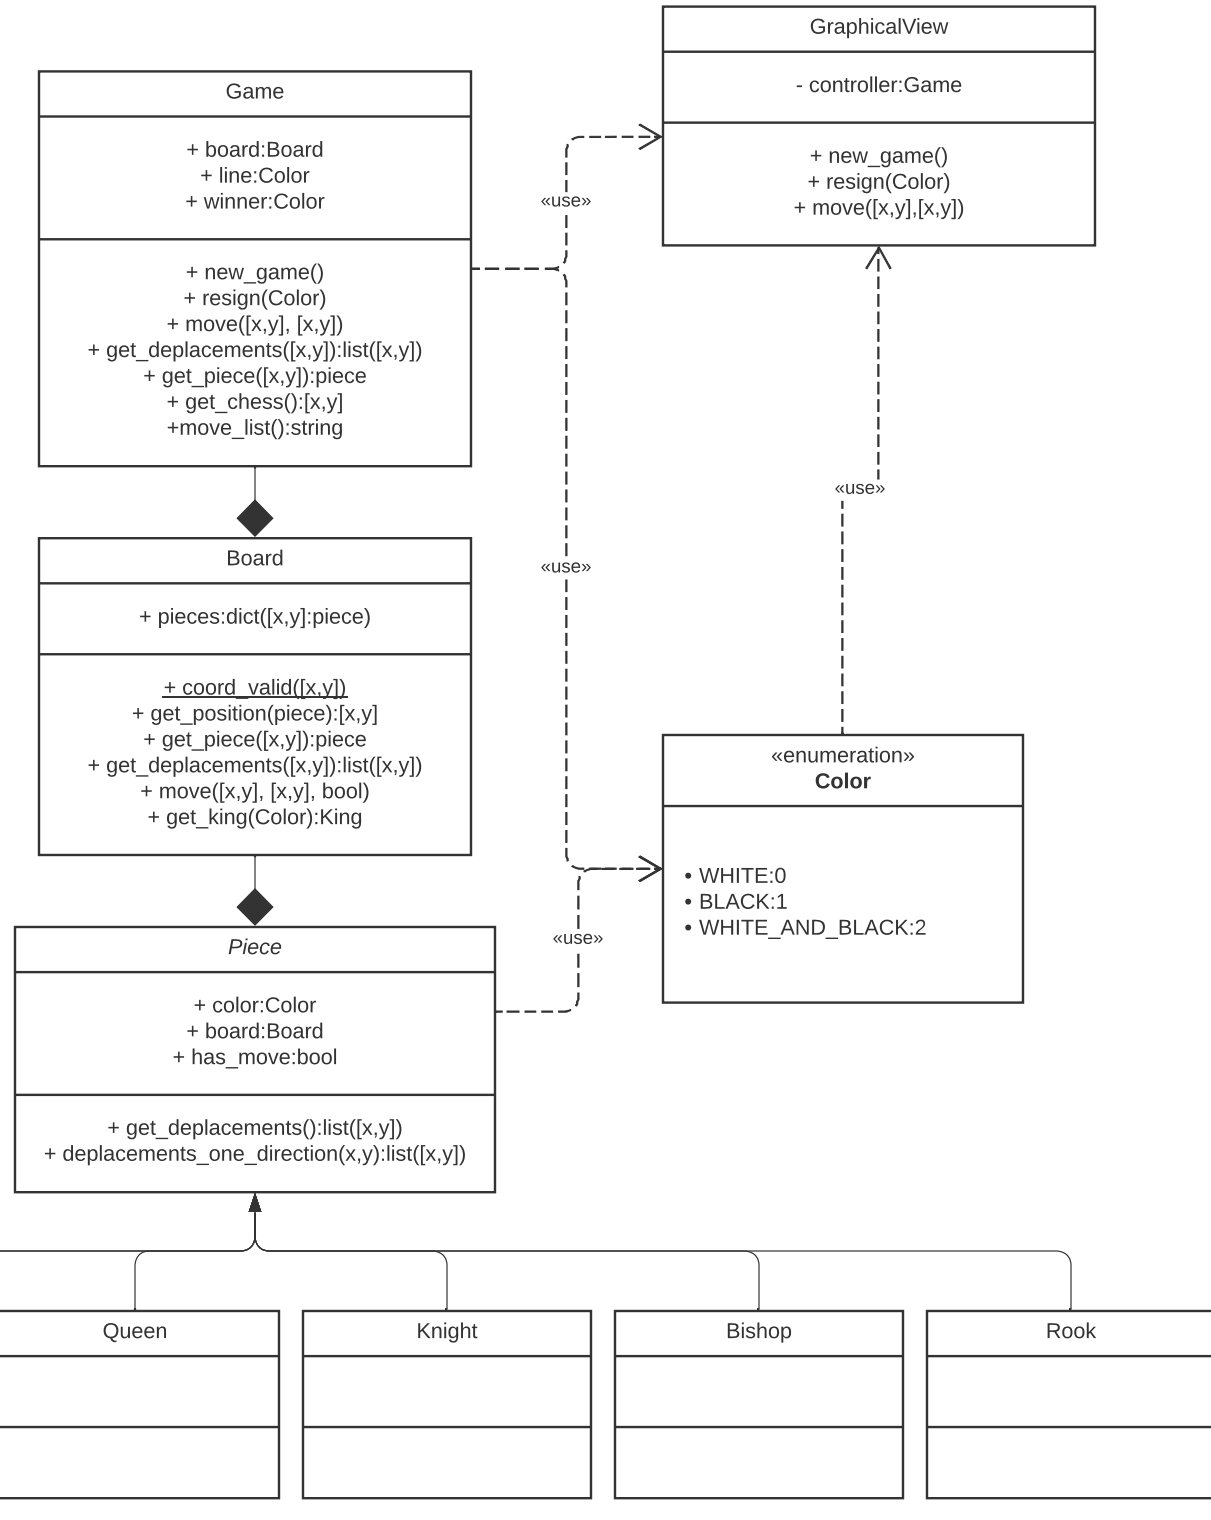 GraphicalView
- controller:Game
+ new_game()
+ resign(Color)
+ move([x,y],[x,y])
Game
+ board:Board
+ line:Color
+ winner:Color
+ new_game()
+ resign(Color)
+ move([x,y], [x,y])
+ get_deplacements([x,y]):list([x,y])
+ get_piece([x,y]):piece
+ get_chess():[x,y]
+move_list():string
«use»
«use»
«use»
Board
+ pieces:dict([x,y]:piece)
+ coord_valid([x,y])
+ get_position(piece):[x,y]
+ get_piece([x,y]):piece
+ get_deplacements([x,y]):list([x,y])
+ move([x,y], [x,y], bool)
+ get_king(Color):King
«enumeration»
Color
• WHITE:0
• BLACK:1
• WHITE_AND_BLACK:2
«use»
Piece
+ color:Color
+ board:Board
+ has_move:bool
+ get_deplacements():list([x,y])
+ deplacements_one_direction(x,y):list([x,y])
Queen
Knight
Bishop
Rook